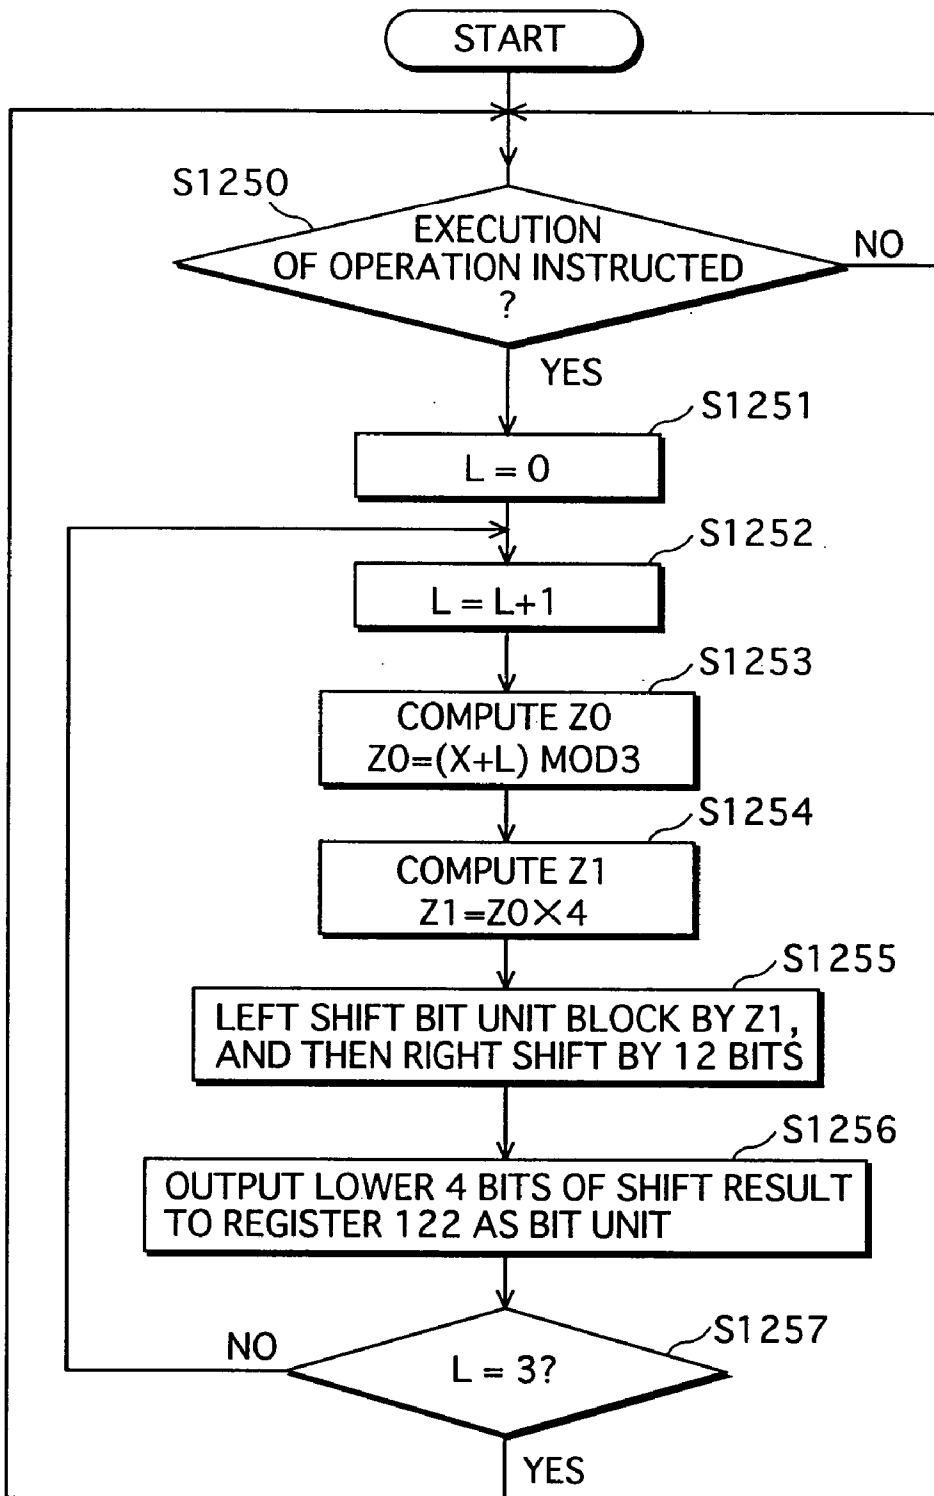 START
S1250
EXECUTION
OF OPERATION INSTRUCTED
?
NO
YES
S1251
L = 0
S1252
L = L+1
S1253
COMPUTE Z0
Z0=(X+L) MOD3
S1254
COMPUTE Z1
Z1=Z0×4
S1255
LEFT SHIFT BIT UNIT BLOCK BY Z1,
AND THEN RIGHT SHIFT BY 12 BITS
S1256
OUTPUT LOWER 4 BITS OF SHIFT RESULT
TO REGISTER 122 AS BIT UNIT
S1257
NO
L = 3?
YES